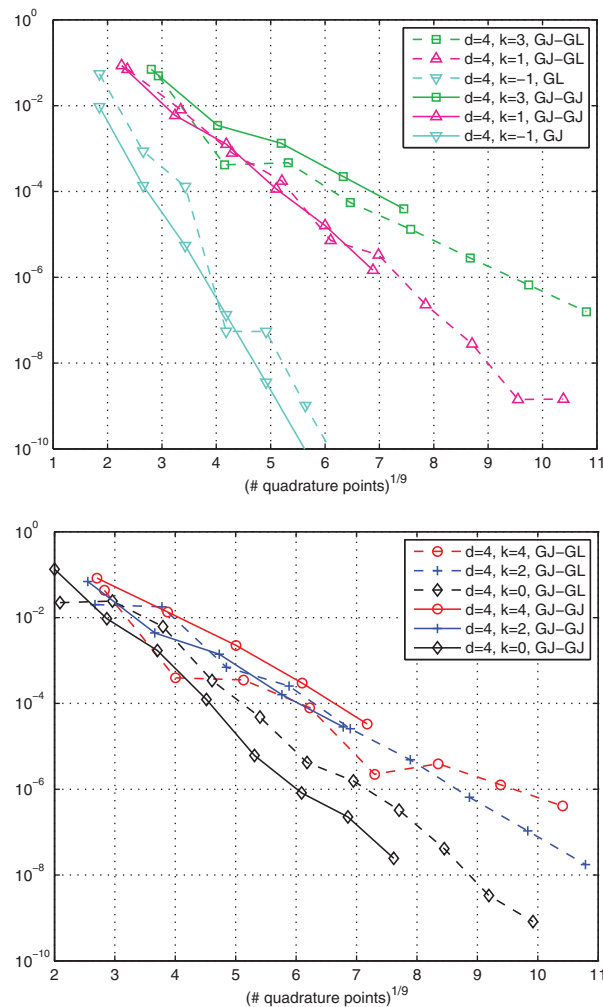 10^0
10^-2
10^-4
10^-6
10^-8
10^-10
1 2 3 4 5 6 7 8 9 10 11
(# quadrature points)^1/9
d=4, k=3, GJ−GL
d=4, k=1, GJ−GL
d=4, k=−1, GL
d=4, k=3, GJ−GJ
d=4, k=1, GJ−GJ
d=4, k=−1, GJ
10^0
10^-2
10^-4
10^-6
10^-8
10^-10
2 3 4 5 6 7 8 9 10 11
(# quadrature points)^1/9
d=4, k=4, GJ−GL
d=4, k=2, GJ−GL
d=4, k=0, GJ−GL
d=4, k=4, GJ−GJ
d=4, k=2, GJ−GJ
d=4, k=0, GJ−GJ